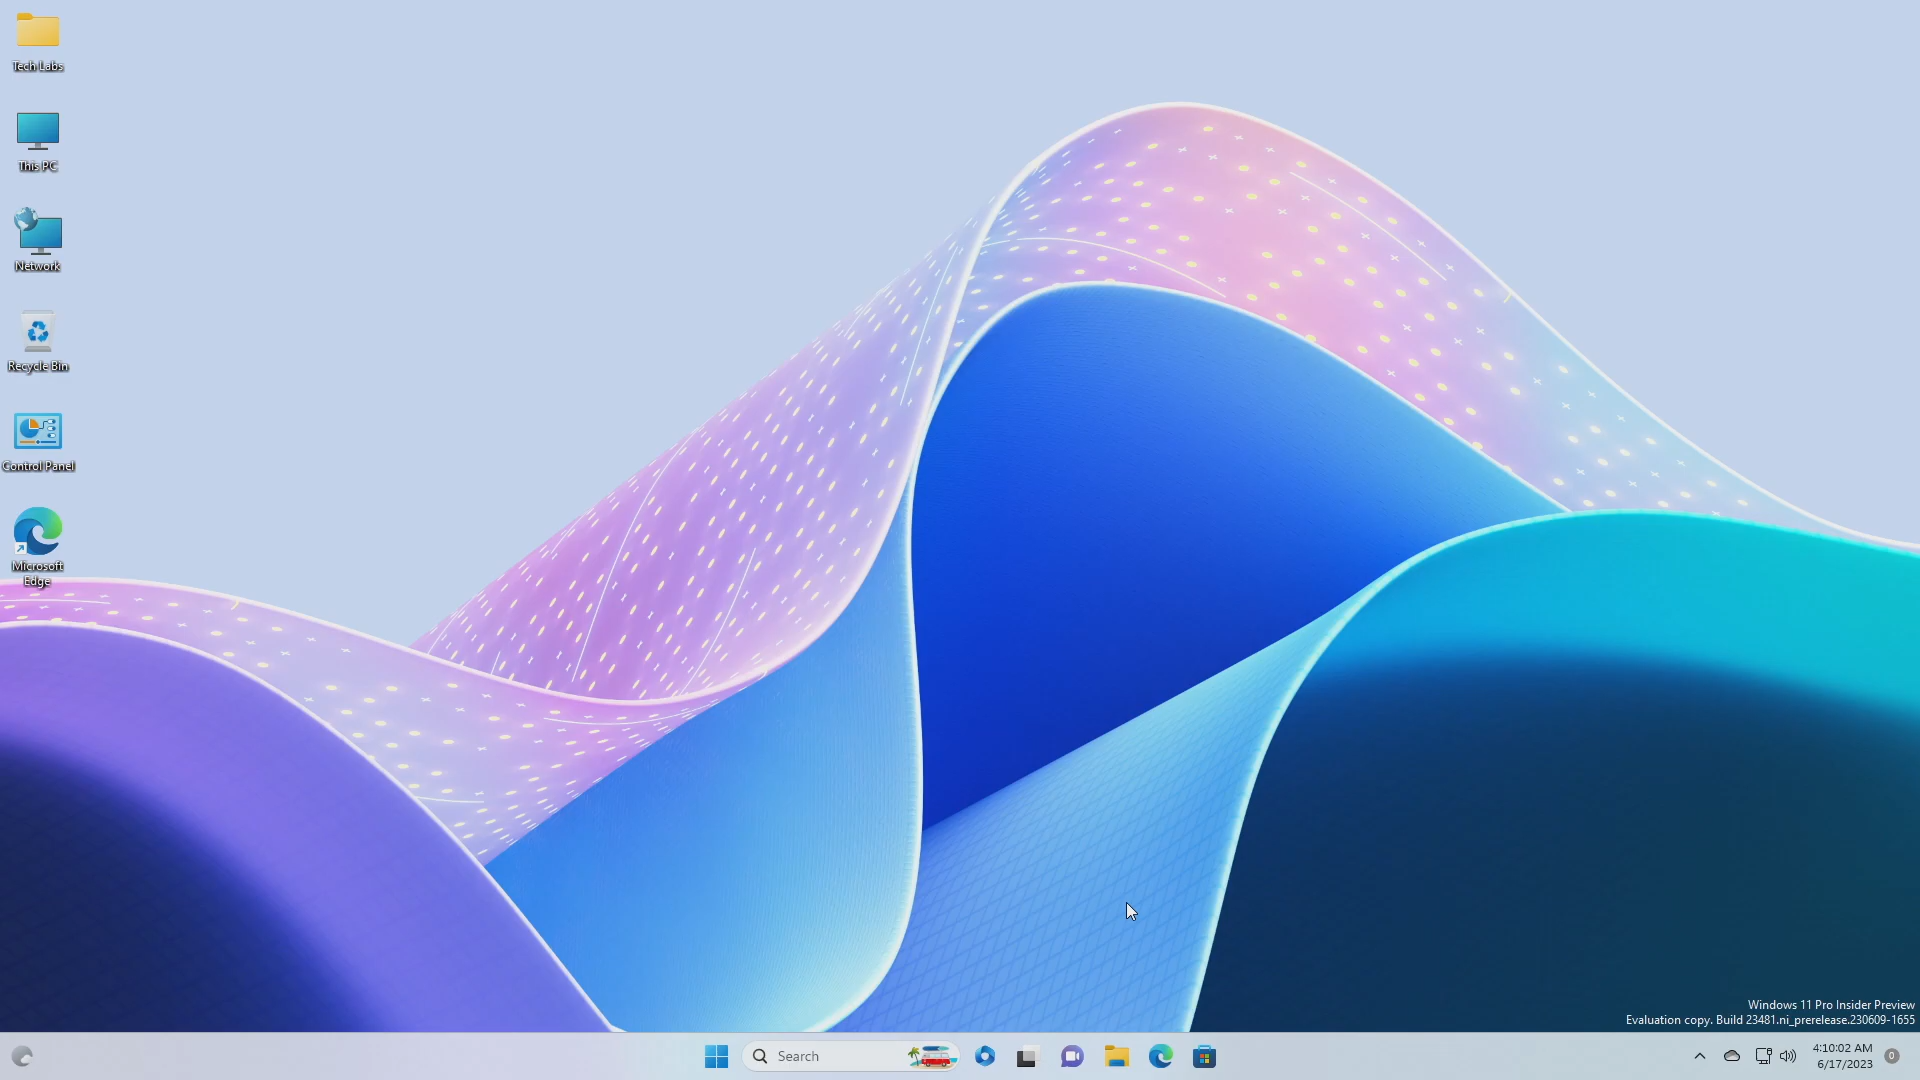 Tech Labs
This PC
Network
Recycle Bin
Control Panel
Microsoft
Edge
Windows 11 Pro Insider Preview
Evaluation copy. Build 23481.ni_prerelease.230609-1655
Search
4:10:02 AM
6/17/2023
0